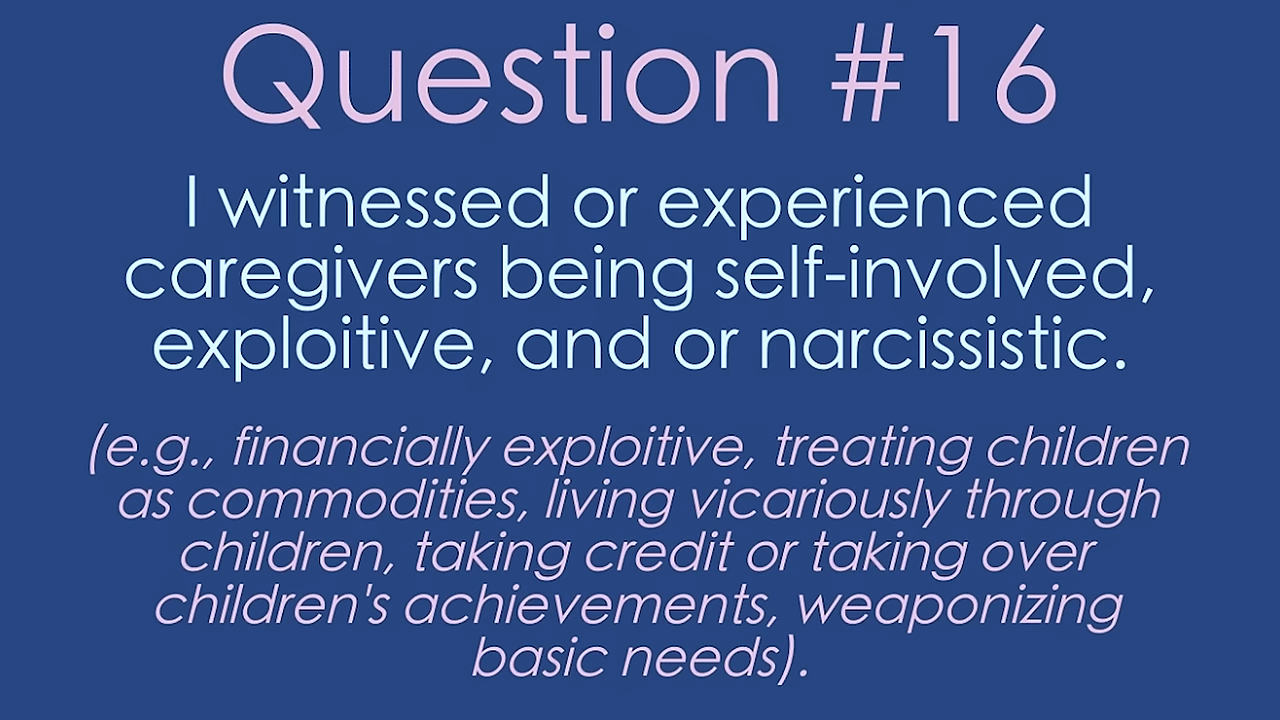 Question #16
I witnessed or experienced
caregivers being self-involved,
exploitive, and or narcissistic.
(e.g., financially exploitive, treating children
as commodities, living vicariously through
children, taking credit or taking over
children's achievements, weaponizing
basic needs).